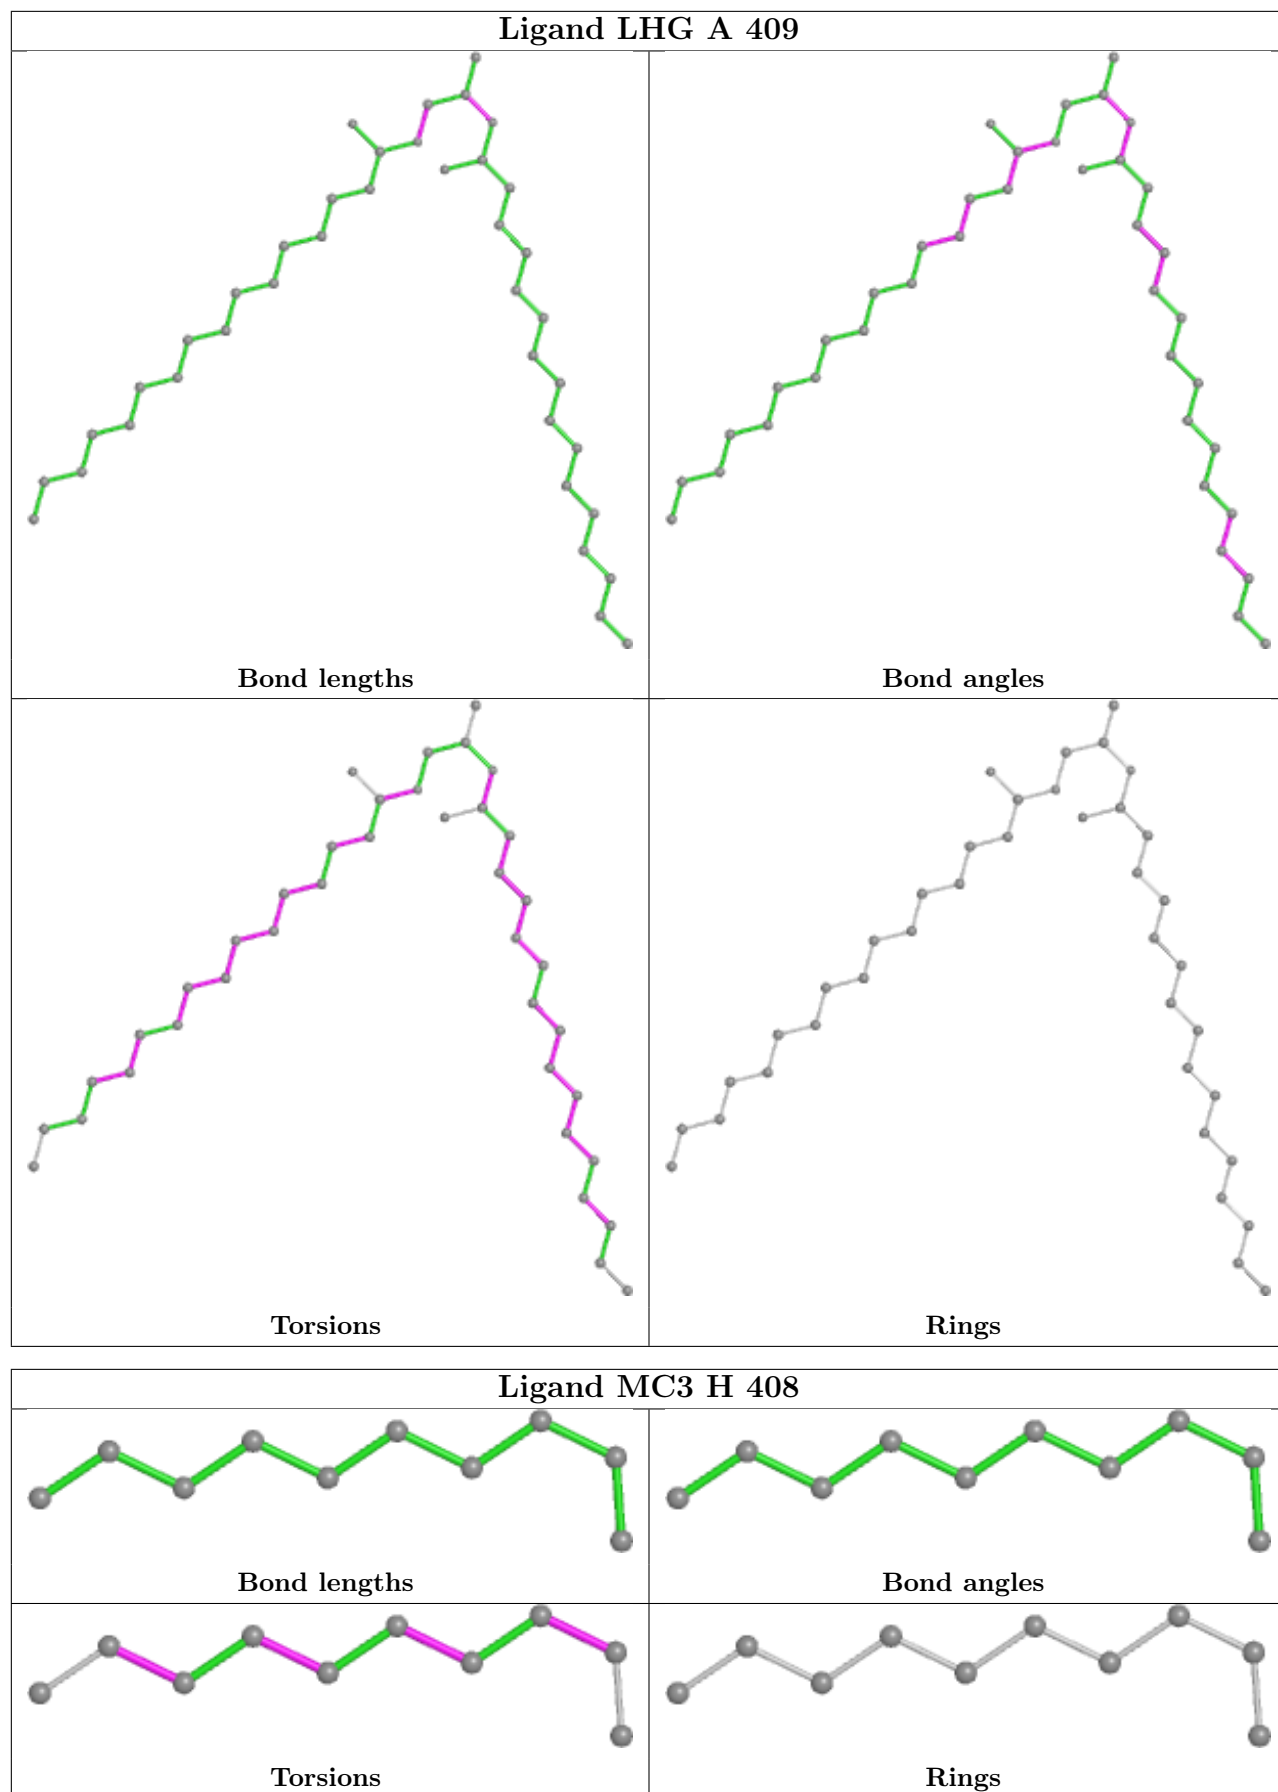 Ligand LHG A 409
Bond lengths
Bond angles
Torsions
Rings
Ligand MC3 H 408
Bond lengths
Bond angles
Torsions
Rings